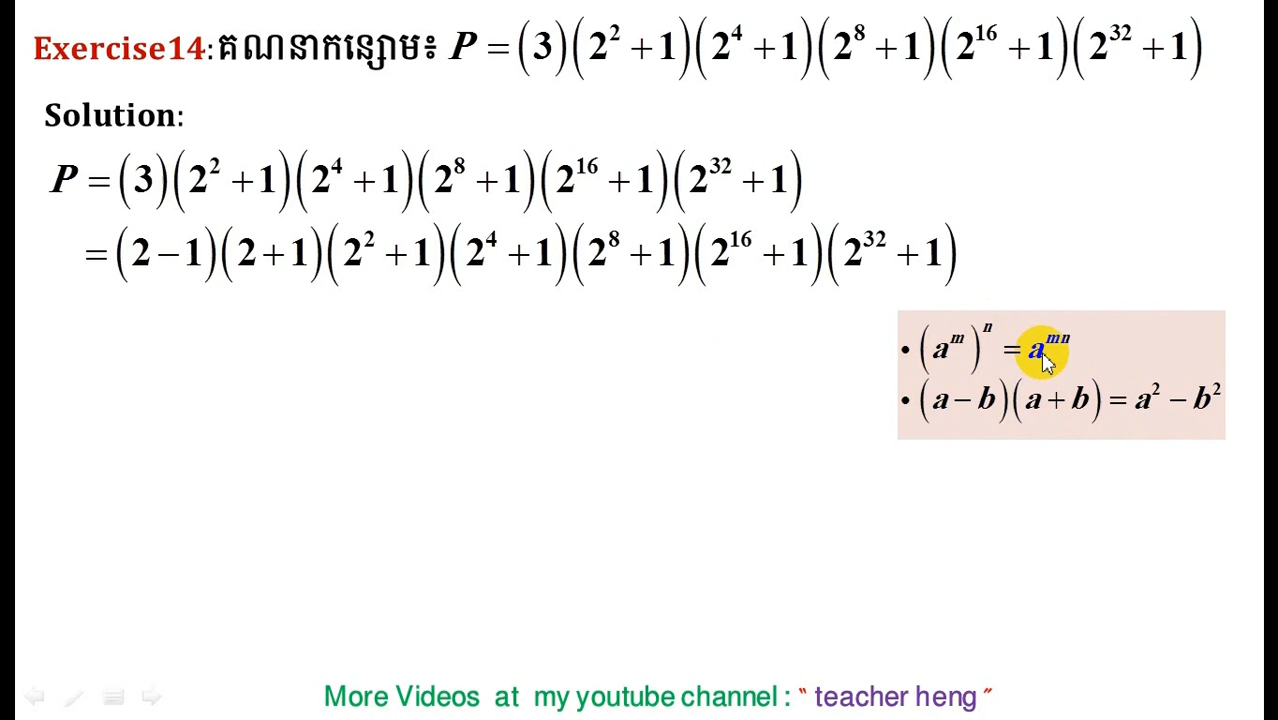 Exercise14:គណនាកន្សោម៖ P = (3)(2² + 1)(2⁴ + 1)(2⁸ + 1)(2¹⁶ + 1)(2³² + 1)
Solution:
P = (3)(2² + 1)(2⁴ + 1)(2⁸ + 1)(2¹⁶ + 1)(2³² + 1)
= (2 − 1)(2 + 1)(2² + 1)(2⁴ + 1)(2⁸ + 1)(2¹⁶ + 1)(2³² + 1)
• (aᵐ)ⁿ = aᵐⁿ
• (a − b)(a + b) = a² − b²
More Videos at my youtube channel : “ teacher heng ”